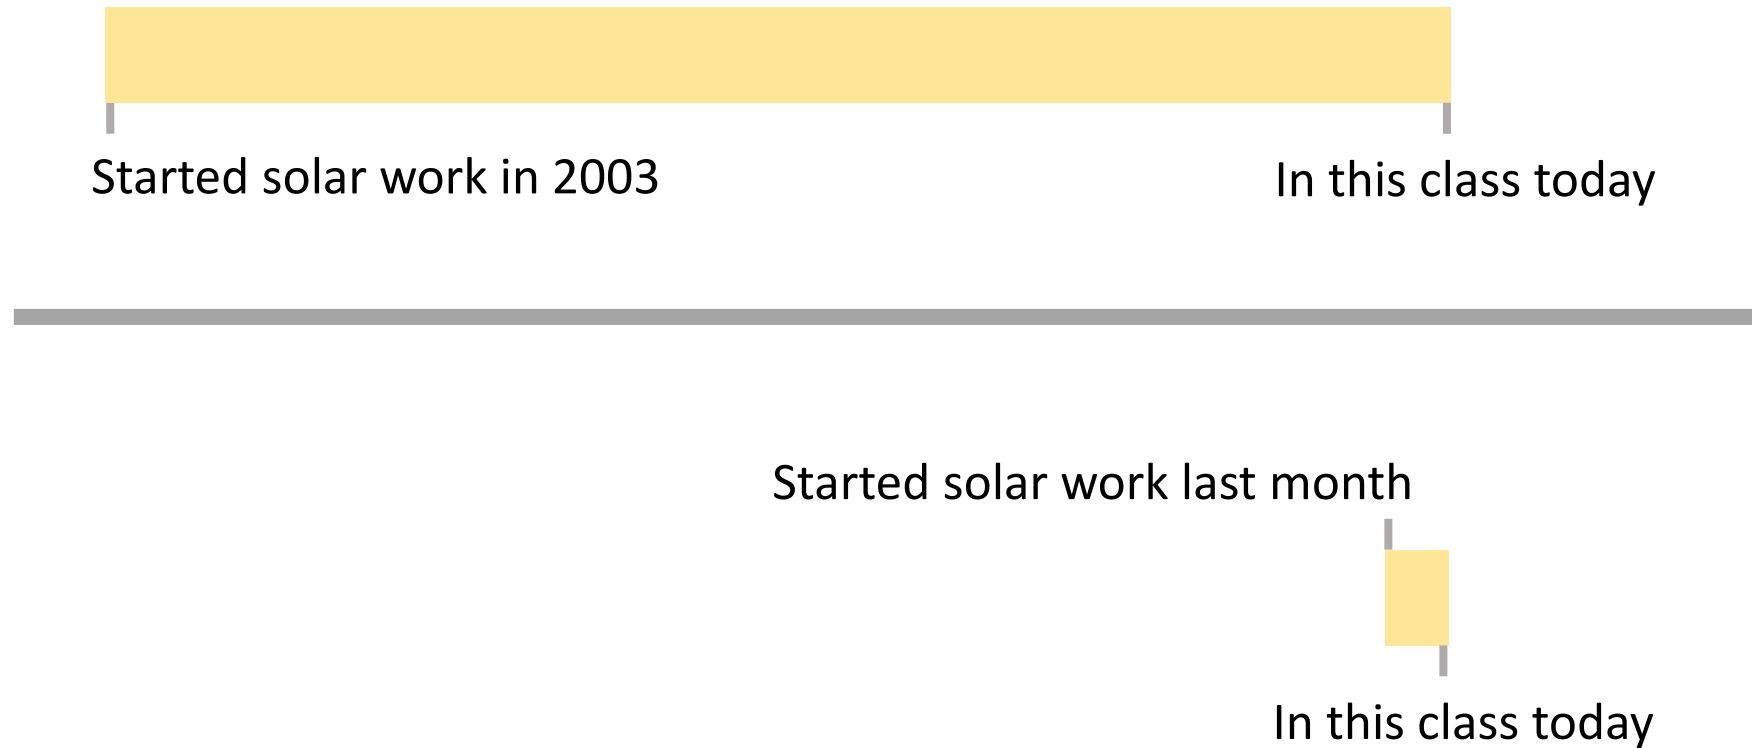 Started solar work in 2003
In this class today
Started solar work last month
In this class today